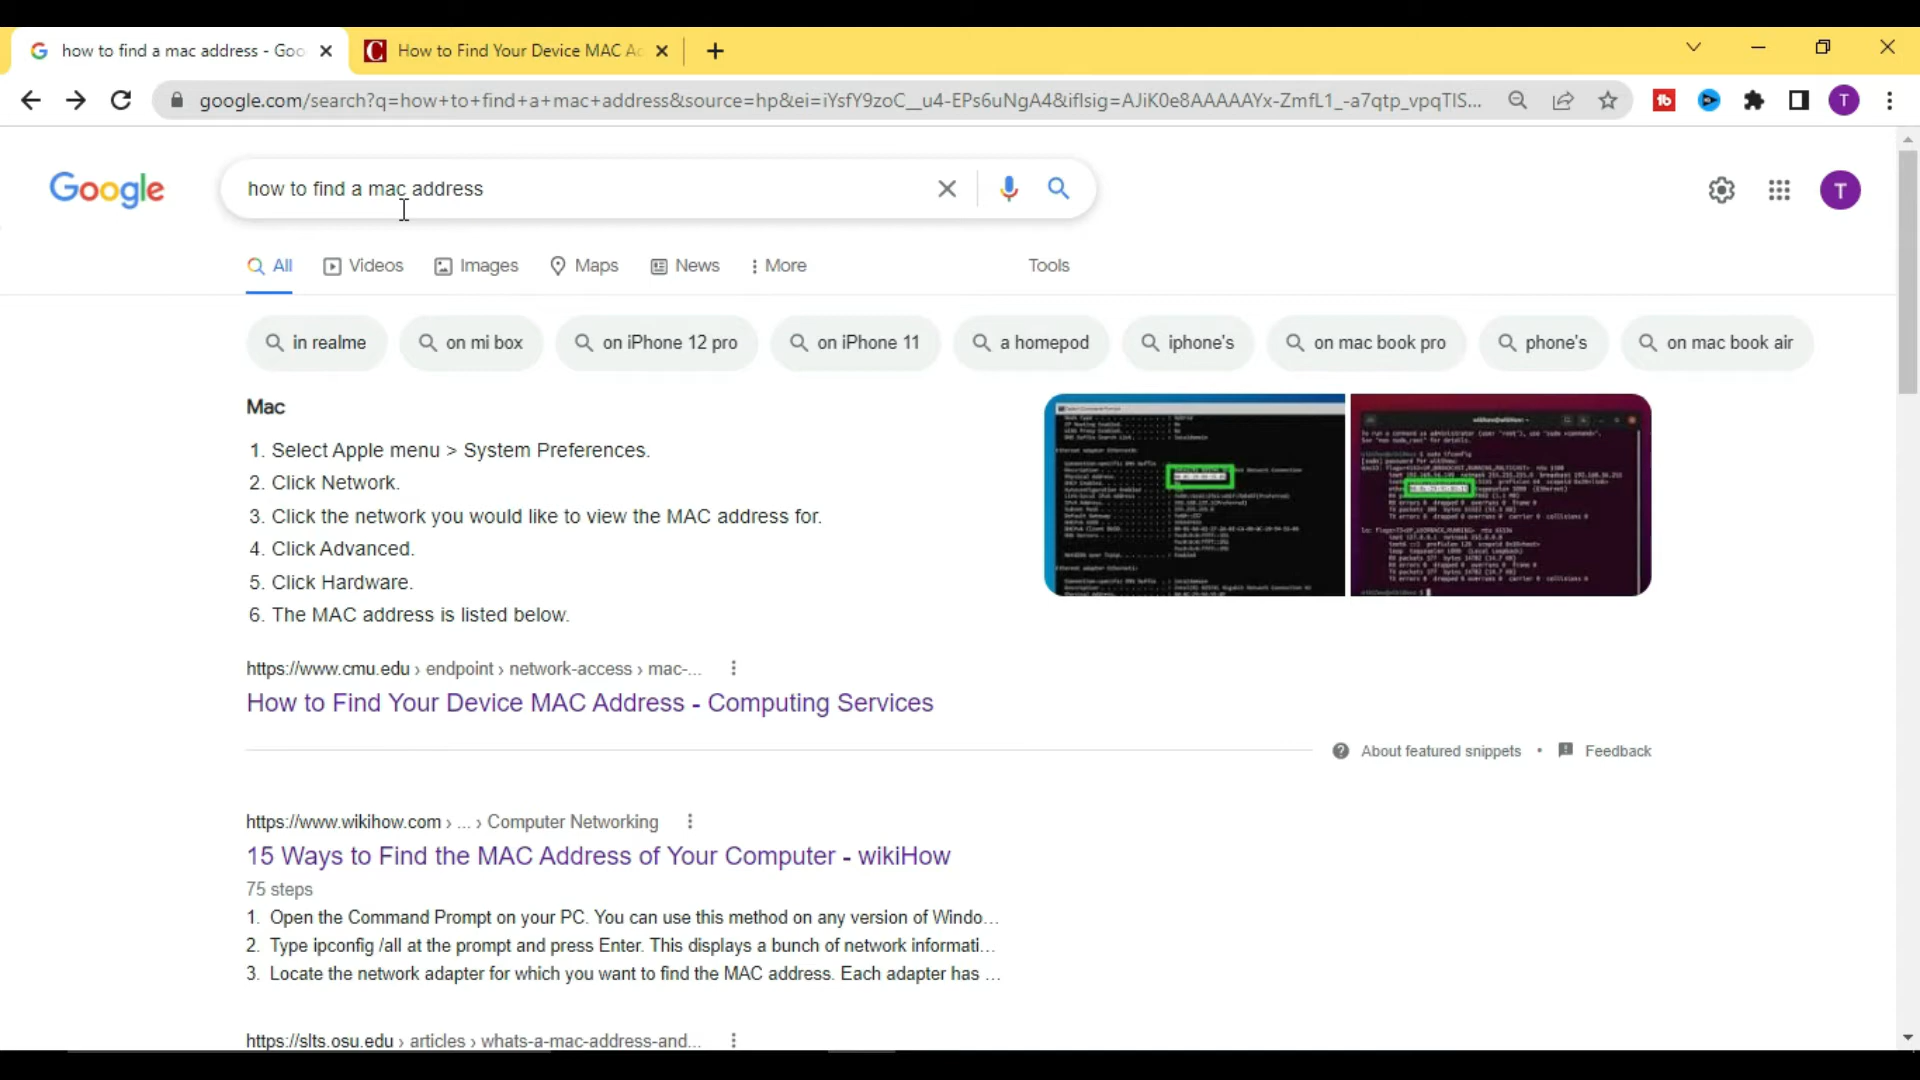 how to find a mac address - Goo
How to Find Your Device MAC Ac
google.com/search?q=how+to+find+a+mac+address&source=hp&ei=iYsfY9zoC__u4-EPs6uNgA4&iflsig=AJiK0e8AAAAAYx-ZmfL1_-a7qtp_vpqTIS...
T
Google
how to find a mac address
T
All
Videos
Images
Maps
News
More
Tools
in realme
on mi box
on iPhone 12 pro
on iPhone 11
a homepod
iphone's
on mac book pro
phone's
on mac book air
Mac
1. Select Apple menu > System Preferences.
2. Click Network.
3. Click the network you would like to view the MAC address for.
4. Click Advanced.
5. Click Hardware.
6. The MAC address is listed below.
https://www.cmu.edu › endpoint › network-access › mac-...
How to Find Your Device MAC Address - Computing Services
About featured snippets • Feedback
https://www.wikihow.com › ... › Computer Networking
15 Ways to Find the MAC Address of Your Computer - wikiHow
75 steps
1. Open the Command Prompt on your PC. You can use this method on any version of Windo...
2. Type ipconfig /all at the prompt and press Enter. This displays a bunch of network informati...
3. Locate the network adapter for which you want to find the MAC address. Each adapter has ...
https://slts.osu.edu › articles › whats-a-mac-address-and...